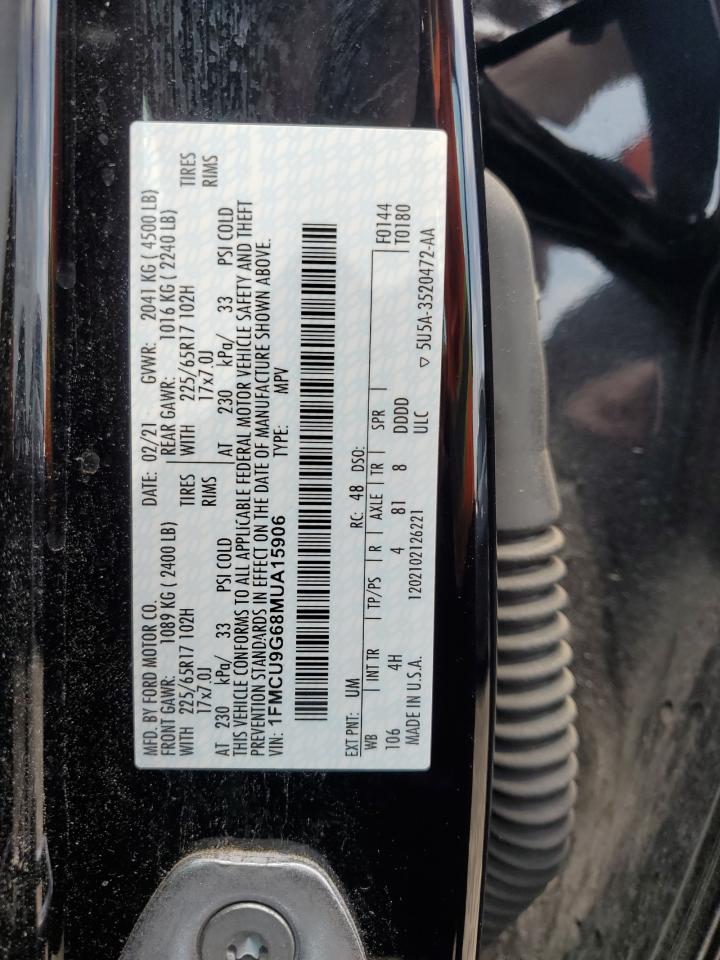 MFD. BY FORD MOTOR CO.
DATE: 02/21 GVWR: 2041 KG ( 4500 LB)
FRONT GAWR: 1089 KG ( 2400 LB) REAR GAWR: 1016 KG ( 2240 LB)
WITH 225/65R17 102H TIRES WITH 225/65R17 102H TIRES
17x7.0J RIMS 17x7.0J RIMS
AT 230 kPa/ 33 PSI COLD AT 230 kPa/ 33 PSI COLD
THIS VEHICLE CONFORMS TO ALL APPLICABLE FEDERAL MOTOR VEHICLE SAFETY AND THEFT
PREVENTION STANDARDS IN EFFECT ON THE DATE OF MANUFACTURE SHOWN ABOVE.
VIN: 1FMCU9G68MUA15906 TYPE: MPV
EXT PNT: UM RC: 48 DSO: F0144
WB INT TR TP/PS R AXLE TR SPR T0180
106 4H 4 81 8 DDDD
MADE IN U.S.A. 1202102126221 ULC
▽ 5U5A-3520472-AA